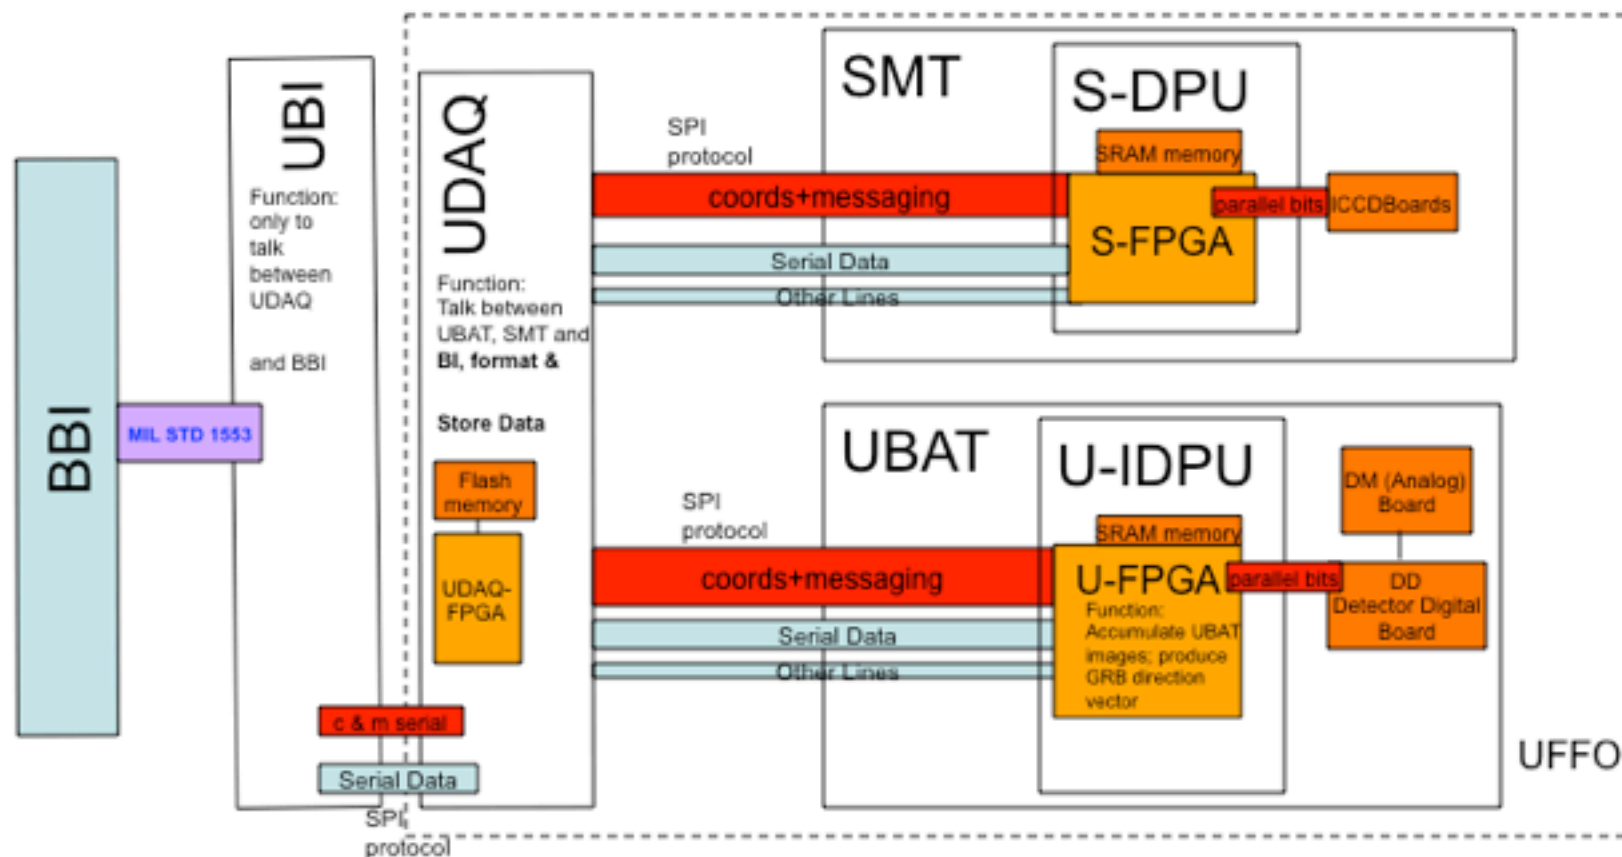 BBI
MIL STD 1553
UBI
Function:
only to
talk
between
UDAQ
and BBI
c & m serial
Serial Data
SPI
protocol
UDAQ
Function:
Talk between
UBAT, SMT and
BI, format &
Store Data
Flash
memory
UDAQ-
FPGA
SPI
protocol
coords+messaging
Serial Data
Other Lines
SMT
S-DPU
SRAM memory
S-FPGA
parallel bits
ICCDBoards
SPI
protocol
coords+messaging
Serial Data
Other Lines
UBAT
U-IDPU
SRAM memory
U-FPGA
Function:
Accumulate UBAT
images; produce
GRB direction
vector
parallel bits
DM (Analog)
Board
DD
Detector Digital
Board
UFFO